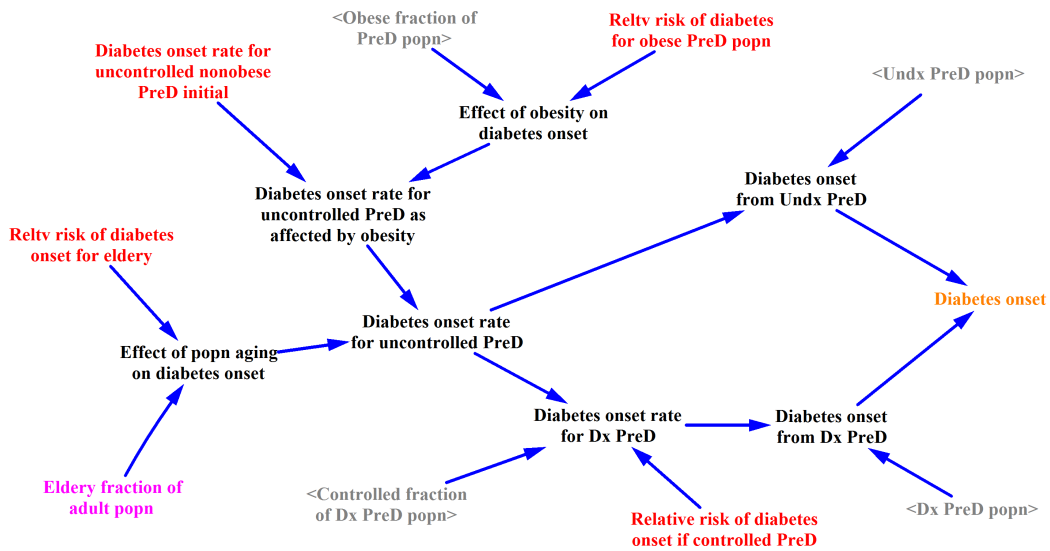 <Obese fraction of
PreD popn>
Reltv risk of diabetes
for obese PreD popn
Diabetes onset rate for
uncontrolled nonobese
PreD initial
<Undx PreD popn>
Effect of obesity on
diabetes onset
Diabetes onset rate for
uncontrolled PreD as
affected by obesity
Diabetes onset
from Undx PreD
Reltv risk of diabetes
onset for eldery
Diabetes onset
Diabetes onset rate
for uncontrolled PreD
Effect of popn aging
on diabetes onset
Diabetes onset rate
for Dx PreD
Diabetes onset
from Dx PreD
Eldery fraction of
adult popn
<Controlled fraction
of Dx PreD popn>
Relative risk of diabetes
onset if controlled PreD
<Dx PreD popn>